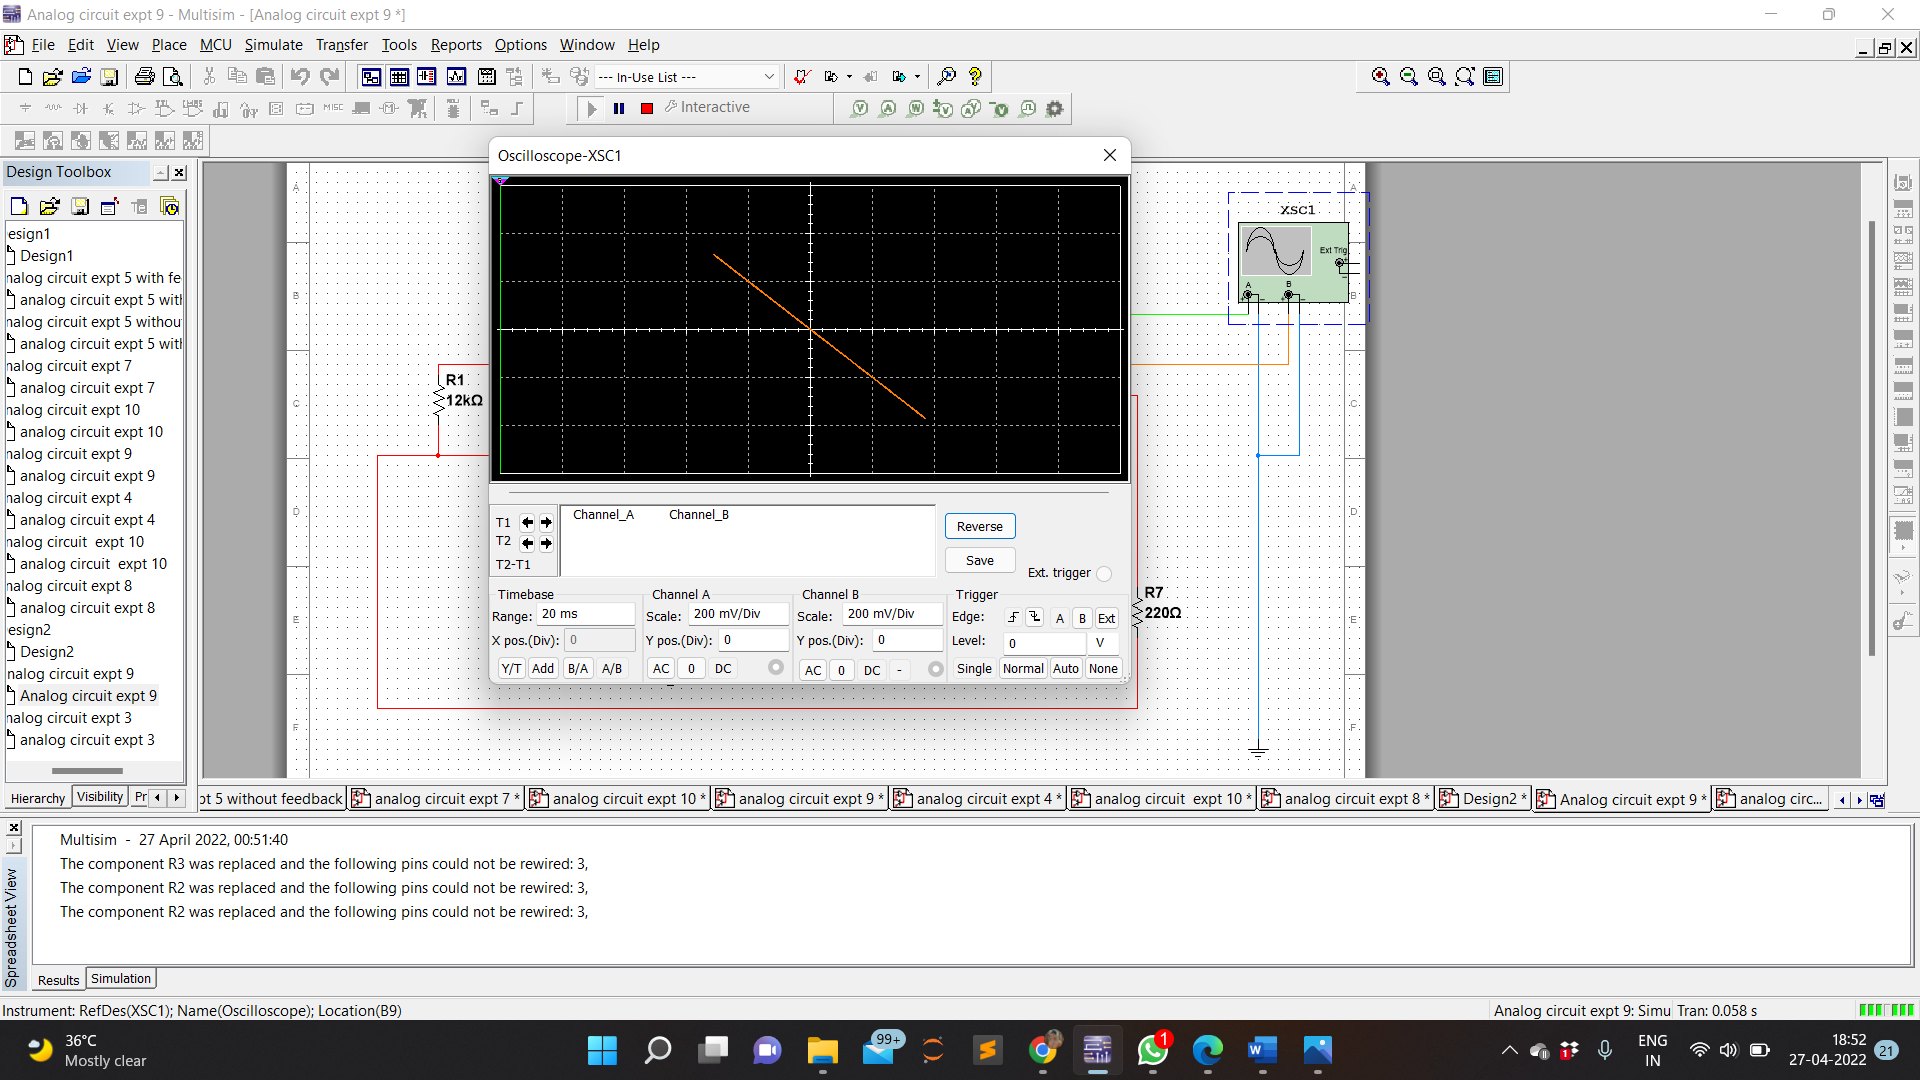 Analog circuit expt 9 - Multisim - [Analog circuit expt 9 *]
File Edit View Place MCU Simulate Transfer Tools Reports Options Window Help
--- In-Use List ---
MISC
Interactive
Design Toolbox
esign1
Design1
nalog circuit expt 5 with fe
analog circuit expt 5 with
nalog circuit expt 5 withou
analog circuit expt 5 with
nalog circuit expt 7
analog circuit expt 7
nalog circuit expt 10
analog circuit expt 10
nalog circuit expt 9
analog circuit expt 9
nalog circuit expt 4
analog circuit expt 4
nalog circuit  expt 10
analog circuit  expt 10
nalog circuit expt 8
analog circuit expt 8
esign2
Design2
nalog circuit expt 9
Analog circuit expt 9
nalog circuit expt 3
analog circuit expt 3
Hierarchy Visibility Pr
A
B
C
D
E
F
R1
12kΩ
Oscilloscope-XSC1
T1
T2
T2-T1
Channel_A Channel_B
Reverse
Save
Ext. trigger
Timebase
Range: 20 ms
X pos.(Div): 0
Y/T Add B/A A/B
Channel A
Scale: 200 mV/Div
Y pos.(Div): 0
AC 0 DC
Channel B
Scale: 200 mV/Div
Y pos.(Div): 0
AC 0 DC -
Trigger
Edge: A B Ext
Level: 0 V
Single Normal Auto None
XSC1
Ext Trig
A B
R7
220Ω
A
B
C
D
E
F
pt 5 without feedback analog circuit expt 7 * analog circuit expt 10 * analog circuit expt 9 * analog circuit expt 4 * analog circuit  expt 10 * analog circuit expt 8 * Design2 * Analog circuit expt 9 * analog circ...
Spreadsheet View
Multisim  -  27 April 2022, 00:51:40
The component R3 was replaced and the following pins could not be rewired: 3,
The component R2 was replaced and the following pins could not be rewired: 3,
The component R2 was replaced and the following pins could not be rewired: 3,
Results Simulation
Instrument: RefDes(XSC1); Name(Oscilloscope); Location(B9)
Analog circuit expt 9: Simu Tran: 0.058 s
36°C
Mostly clear
99+
1
1
ENG
IN
18:52
27-04-2022
21